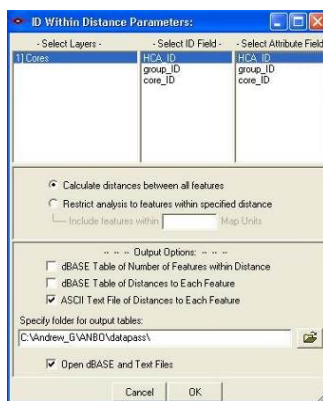 ID Within Distance Parameters:
- Select Layers - - Select ID Field - - Select Attribute Field
1] Cores HCA_ID HCA_ID
group_ID group_ID
core_ID core_ID
Calculate distances between all features
Restrict analysis to features within specified distance
Include features within Map Units
-- -- -- Output Options: -- -- --
dBASE Table of Number of Features within Distance
dBASE Table of Distances to Each Feature
ASCII Text File of Distances to Each Feature
Specify folder for output tables:
C:\Andrew_G\ANBO\datapass\
Open dBASE and Text Files
Cancel OK